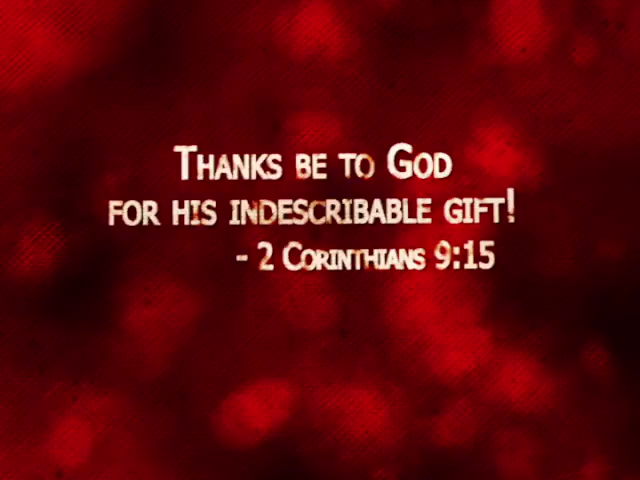 Thanks be to God
for his indescribable gift!
- 2 Corinthians 9:15